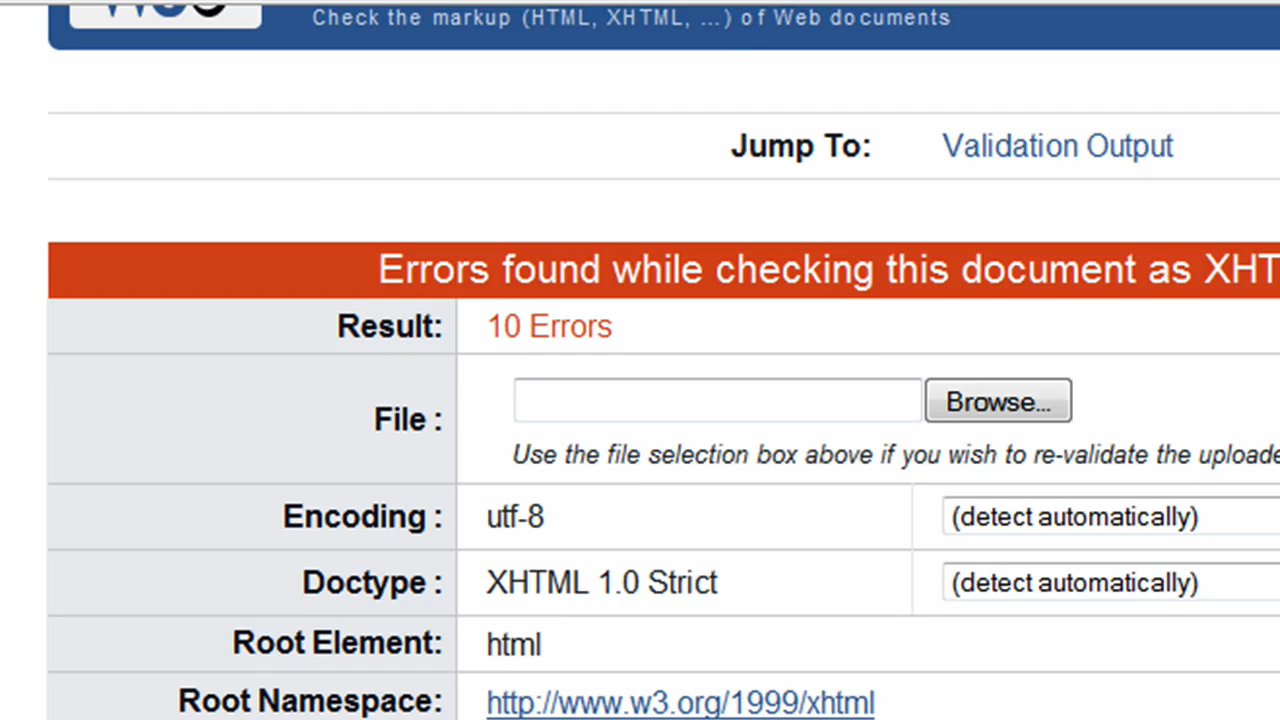 Check the markup (HTML, XHTML, ...) of Web documents
Jump To: Validation Output
Errors found while checking this document as
Result: 10 Errors
File : Browse...
Use the file selection box above if you wish to re-validate the
Encoding : utf-8 (detect automatically)
Doctype : XHTML 1.0 Strict (detect automatically)
Root Element: html
Root Namespace: http://www.w3.org/1999/xhtml